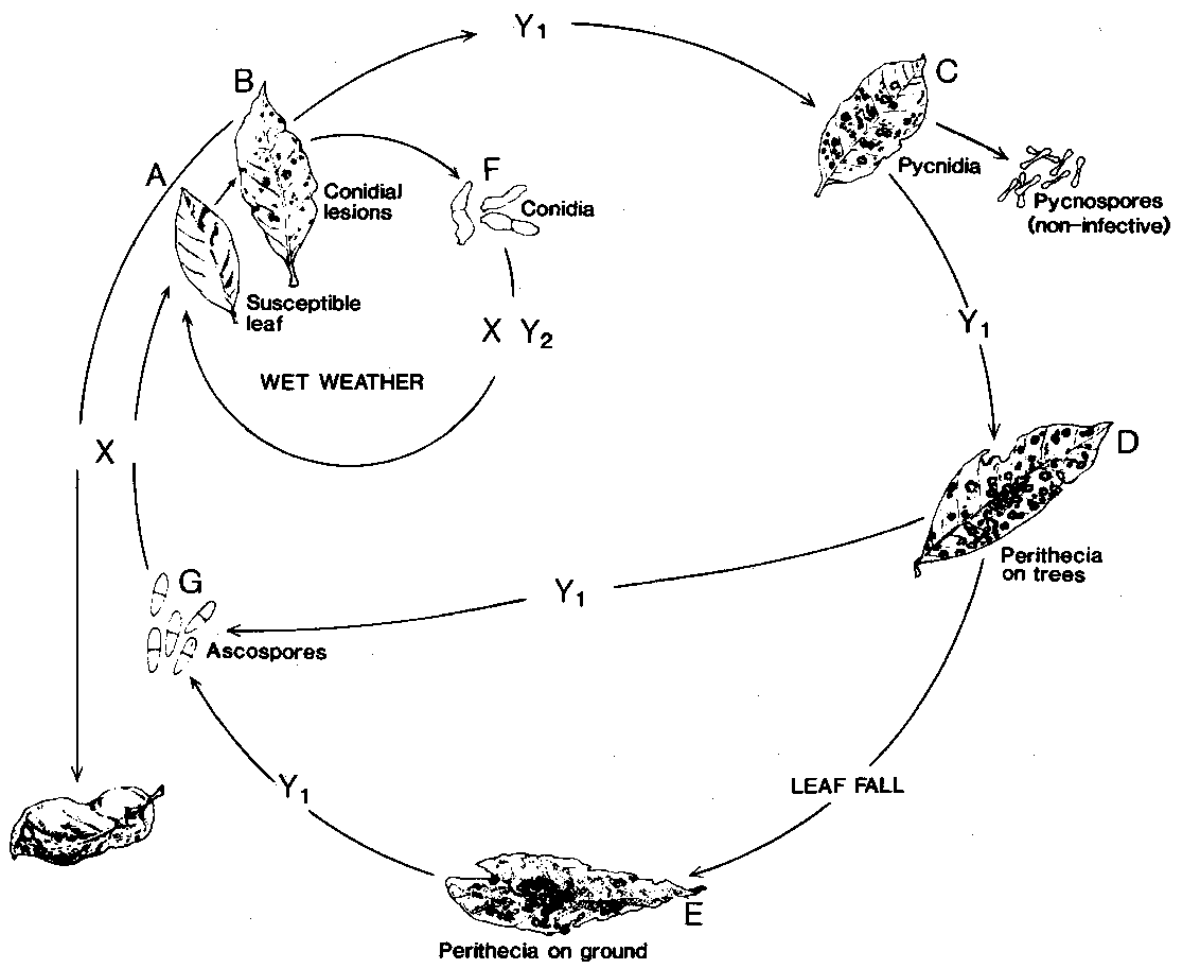 Y₁
B
C
A
F
Pycnidia
Conidial
lesions
Conidia
Pycnospores
(non-infective)
Susceptible
leaf
X Y₂
Y₁
WET WEATHER
X
D
Perithecia
on trees
G
Y₁
Ascospores
Y₁
LEAF FALL
E
Perithecia on ground